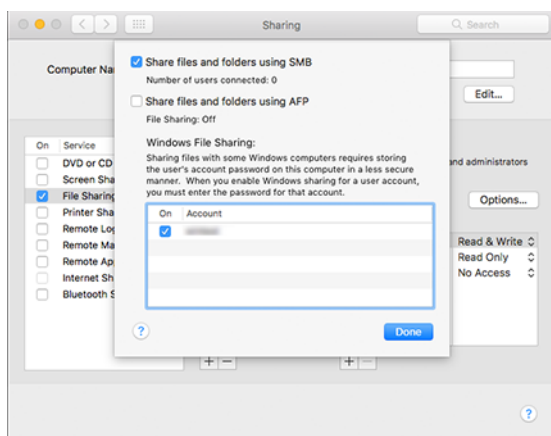 Sharing
Search
Computer Na
Edit...
Share files and folders using SMB
Number of users connected: 0
Share files and folders using AFP
File Sharing: Off
Windows File Sharing:
Sharing files with some Windows computers requires storing
the user's account password on this computer in a less secure
manner. When you enable Windows sharing for a user account,
you must enter the password for that account.
On Account
?
Done
On Service
DVD or CD
Screen Sha
File Sharing
Printer Sha
Remote Log
Remote Ma
Remote Ap
Internet Sh
Bluetooth S
and administrators
Options...
Read & Write
Read Only
No Access
+ −
+ −
?